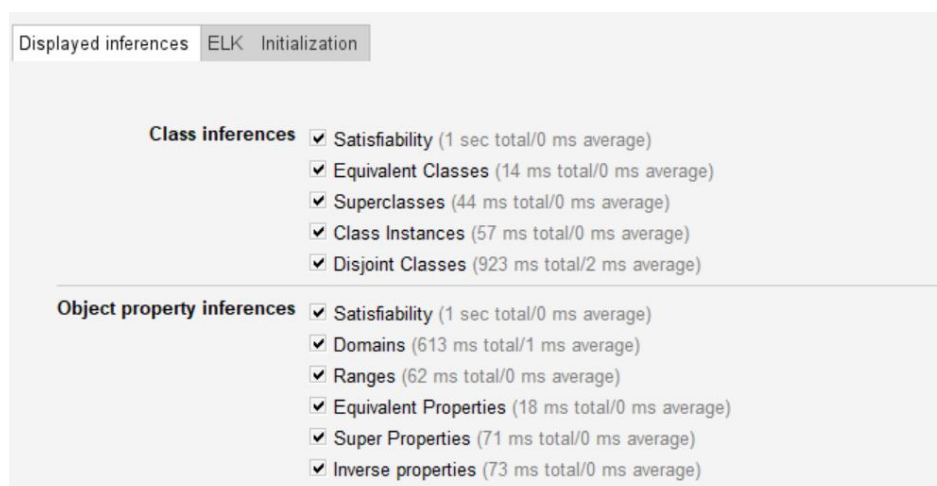 Displayed inferences ELK Initialization
Class inferences Satisfiability (1 sec total/0 ms average)
Equivalent Classes (14 ms total/0 ms average)
Superclasses (44 ms total/0 ms average)
Class Instances (57 ms total/0 ms average)
Disjoint Classes (923 ms total/2 ms average)
Object property inferences Satisfiability (1 sec total/0 ms average)
Domains (613 ms total/1 ms average)
Ranges (62 ms total/0 ms average)
Equivalent Properties (18 ms total/0 ms average)
Super Properties (71 ms total/0 ms average)
Inverse properties (73 ms total/0 ms average)